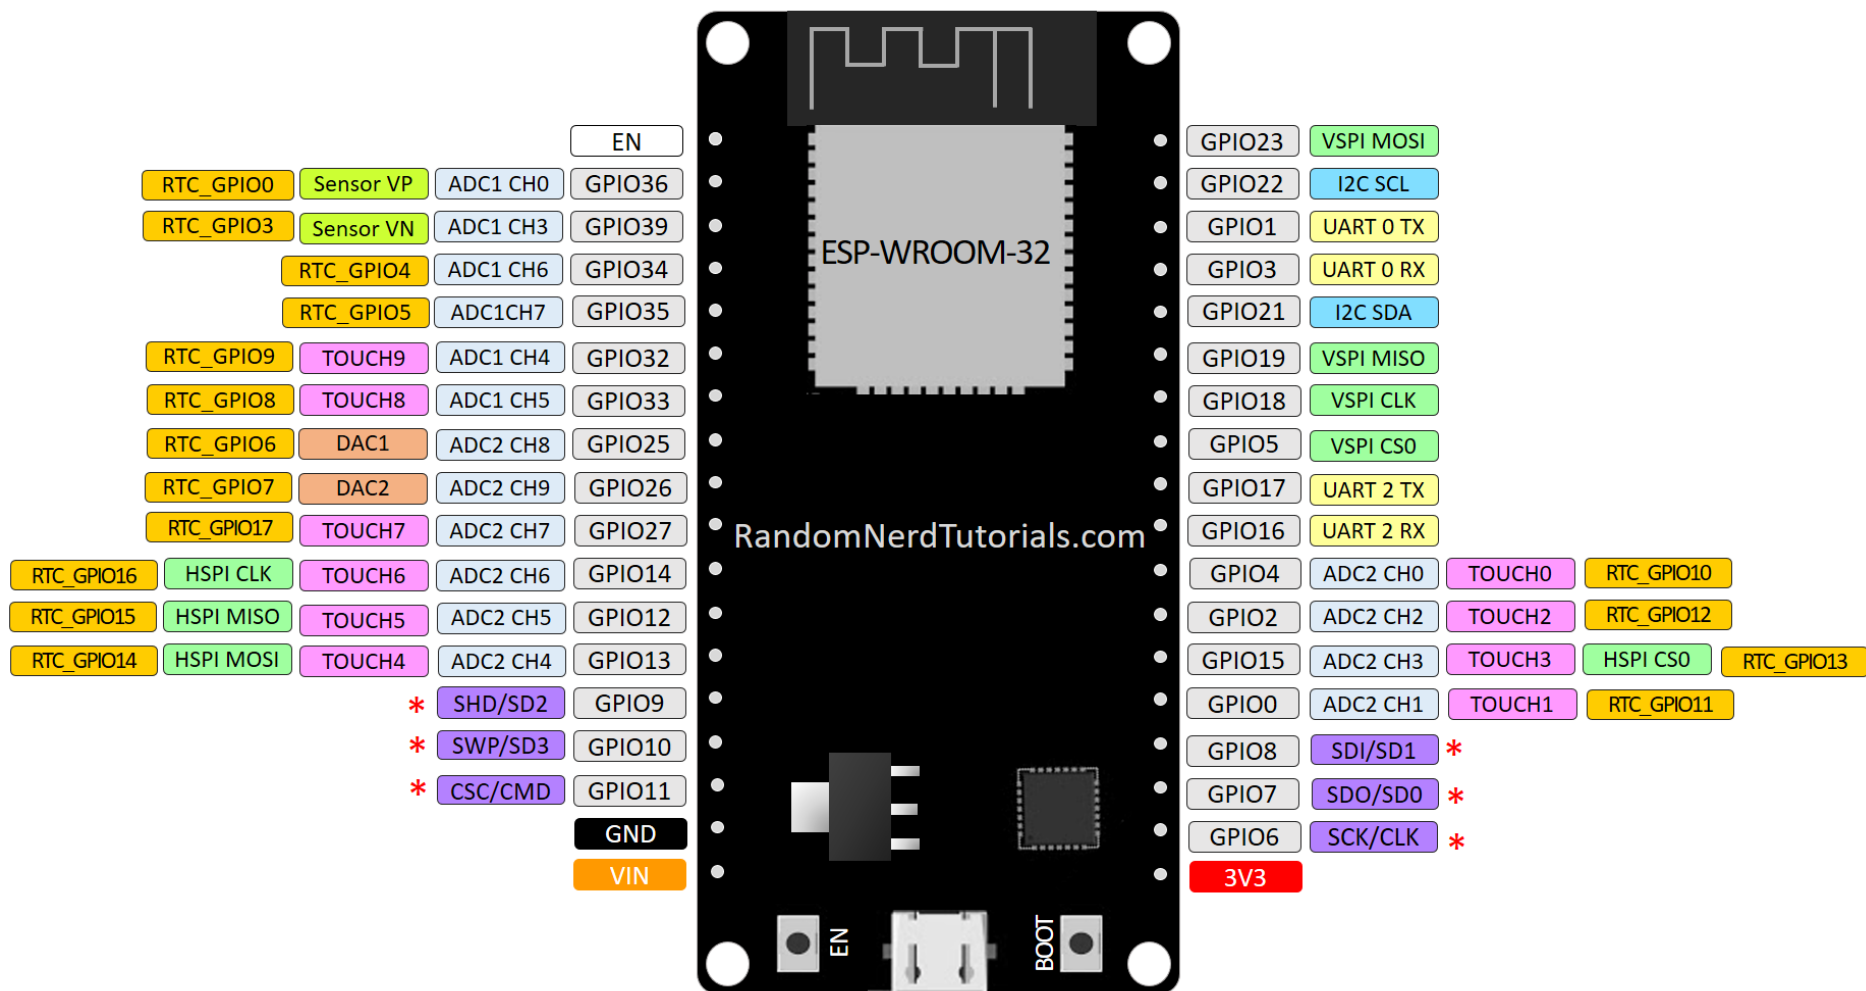 EN
GPIO23 VSPI MOSI
RTC_GPIO0 Sensor VP ADC1 CH0 GPIO36
GPIO22 I2C SCL
RTC_GPIO3 Sensor VN ADC1 CH3 GPIO39
GPIO1 UART 0 TX
ESP-WROOM-32
RTC_GPIO4 ADC1 CH6 GPIO34
GPIO3 UART 0 RX
RTC_GPIO5 ADC1CH7 GPIO35
GPIO21 I2C SDA
RTC_GPIO9 TOUCH9 ADC1 CH4 GPIO32
GPIO19 VSPI MISO
RTC_GPIO8 TOUCH8 ADC1 CH5 GPIO33
GPIO18 VSPI CLK
RTC_GPIO6 DAC1 ADC2 CH8 GPIO25
GPIO5 VSPI CS0
RTC_GPIO7 DAC2 ADC2 CH9 GPIO26
GPIO17 UART 2 TX
RTC_GPIO17 TOUCH7 ADC2 CH7 GPIO27
RandomNerdTutorials.com
GPIO16 UART 2 RX
RTC_GPIO16 HSPI CLK TOUCH6 ADC2 CH6 GPIO14
GPIO4 ADC2 CH0 TOUCH0 RTC_GPIO10
RTC_GPIO15 HSPI MISO TOUCH5 ADC2 CH5 GPIO12
GPIO2 ADC2 CH2 TOUCH2 RTC_GPIO12
RTC_GPIO14 HSPI MOSI TOUCH4 ADC2 CH4 GPIO13
GPIO15 ADC2 CH3 TOUCH3 HSPI CS0 RTC_GPIO13
* SHD/SD2 GPIO9
GPIO0 ADC2 CH1 TOUCH1 RTC_GPIO11
* SWP/SD3 GPIO10
GPIO8 SDI/SD1 *
* CSC/CMD GPIO11
GPIO7 SDO/SD0 *
GND
GPIO6 SCK/CLK *
VIN
3V3
EN
BOOT